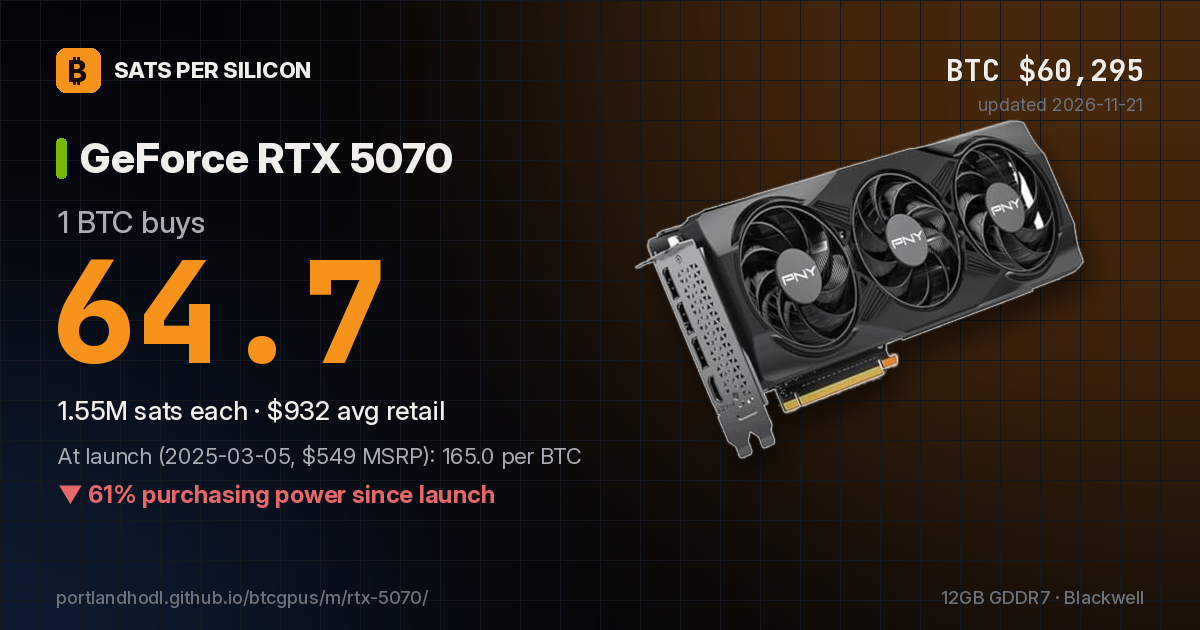 SATS PER SILICON
BTC $60,295
updated 2026-11-21
GeForce RTX 5070
1 BTC buys
64.7
1.55M sats each · $932 avg retail
At launch (2025-03-05, $549 MSRP): 165.0 per BTC
▼ 61% purchasing power since launch
PNY
PNY
PNY
portlandhodl.github.io/btcgpus/m/rtx-5070/
12GB GDDR7 · Blackwell